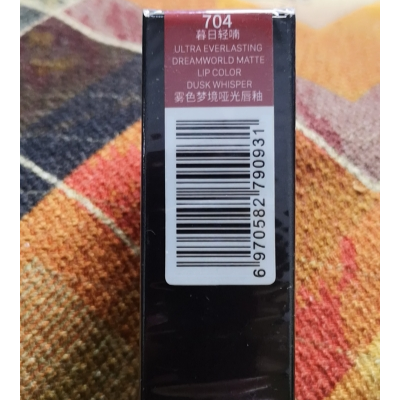 704
暮日轻喃
ULTRA EVERLASTING
DREAMWORLD MATTE
LIP COLOR
DUSK WHISPER
雾色梦境哑光唇釉
6 970582 790931